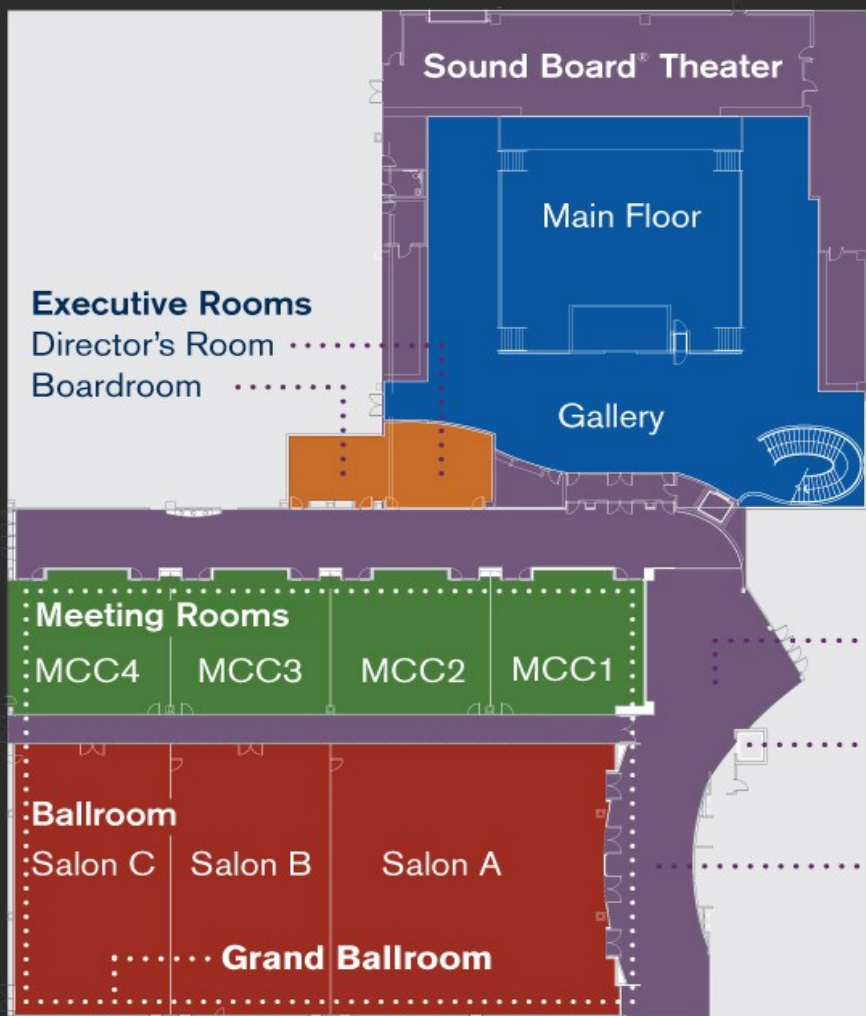 Sound Board® Theater
Main Floor
Executive Rooms
Director's Room
Boardroom
Gallery
Meeting Rooms
MCC4 MCC3 MCC2 MCC1
Ballroom
Salon C Salon B Salon A
Grand Ballroom